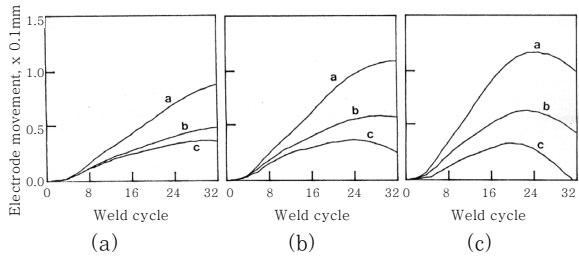 Electrode movement, x 0.1mm
1.5
1.0
0.5
0.0
a
b
c
0 8 16 24 32
Weld cycle
(a)
a
b
c
0 8 16 24 32
Weld cycle
(b)
a
b
c
0 8 16 24 32
Weld cycle
(c)